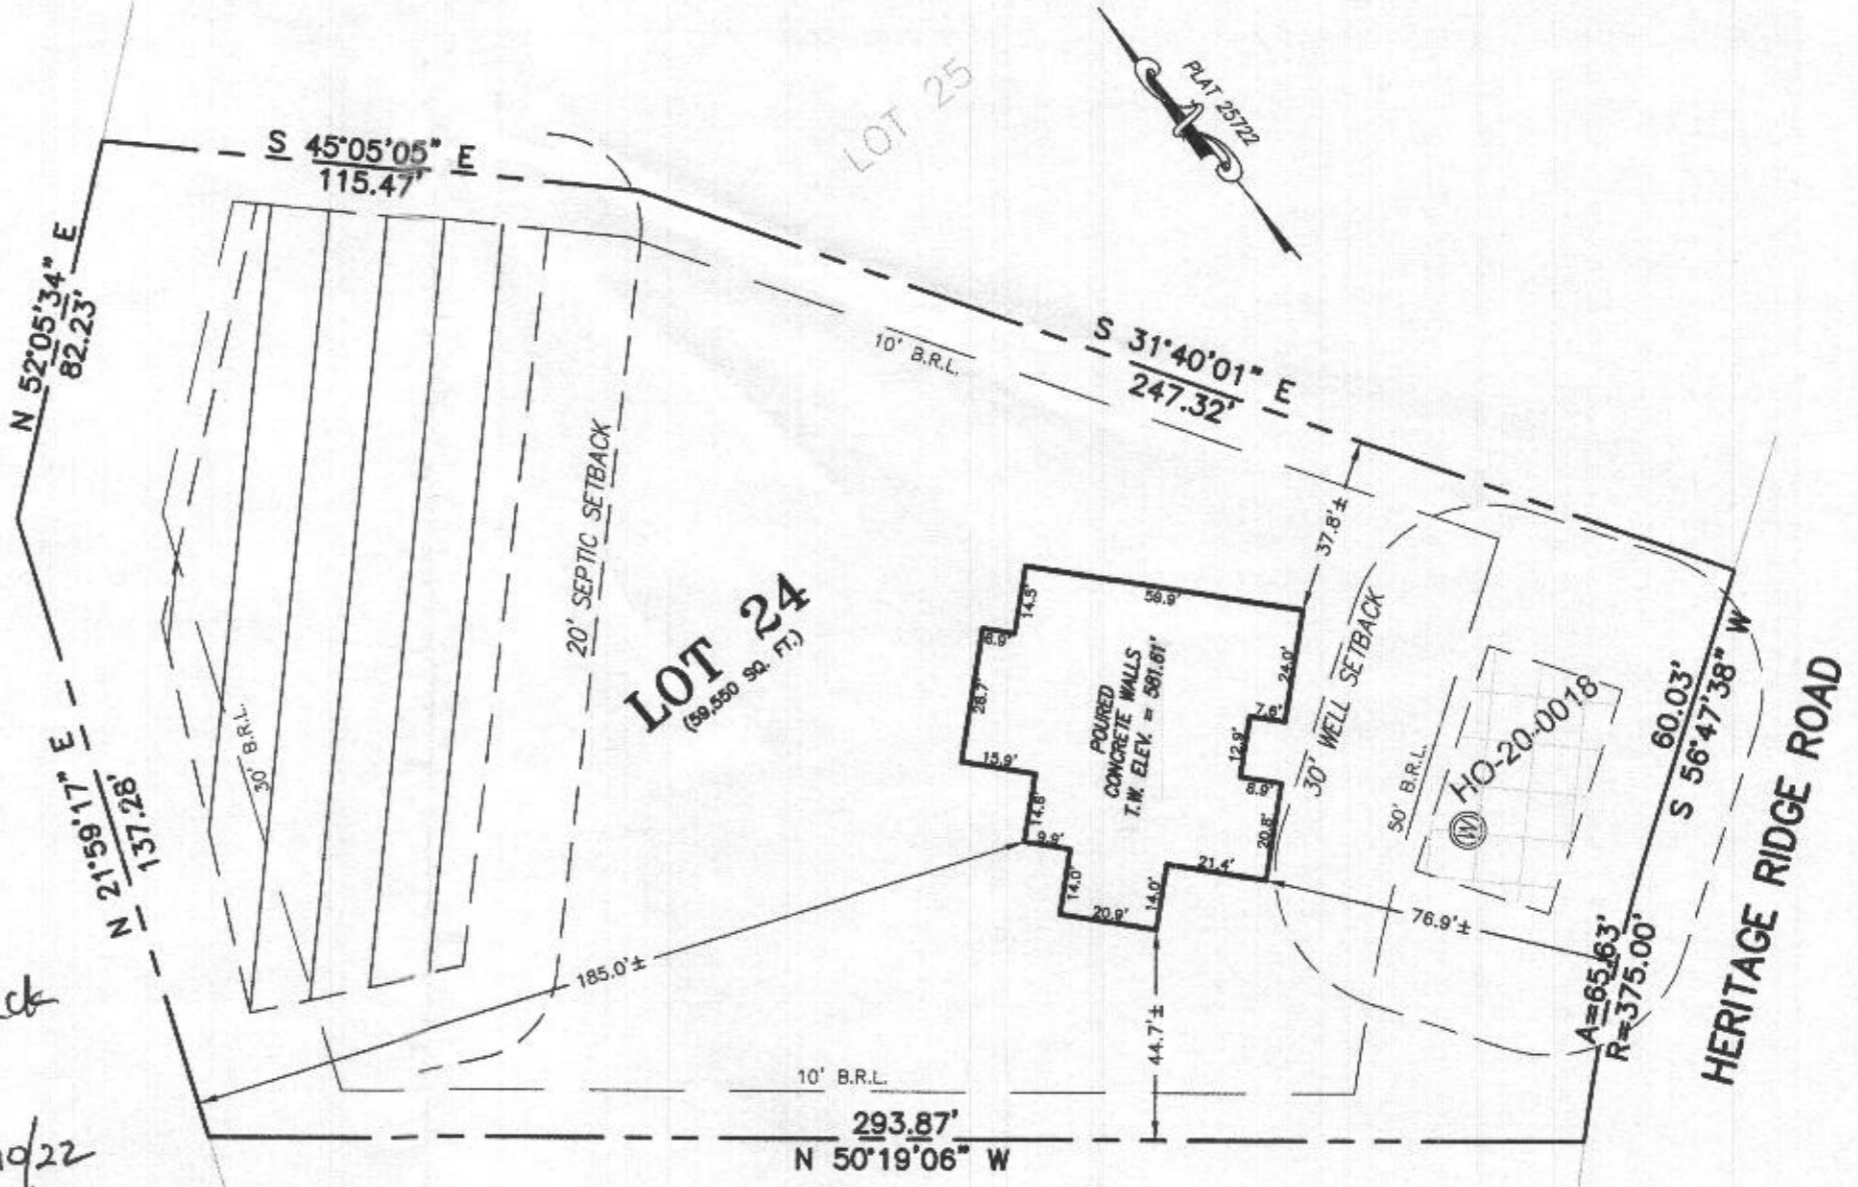 LOT 25
PLAT 25722
S 45°05'05" E
115.47'
N 52°05'34" E
82.23'
10' B.R.L.
S 31°40'01" E
247.32'
37.8'±
20' SEPTIC SETBACK
LOT 24
(59,550 SQ. FT.)
14.5'
59.9'
8.9'
28.7'
POURED
CONCRETE WALLS
T.W. ELEV. = 581.61'
24.0'
7.6'
12.9'
8.9'
15.9'
14.6'
9.9'
14.0'
20.9'
14.0'
21.4'
20.6'
30' WELL SETBACK
50' B.R.L.
HO-20-0018
W
60.03'
S 56°47'38" W
HERITAGE RIDGE ROAD
30' B.R.L.
N 21°59'17" E
137.28'
185.0'±
76.9'±
A=65.63'
R=375.00'
44.7'±
10' B.R.L.
293.87'
N 50°19'06" W
10/22